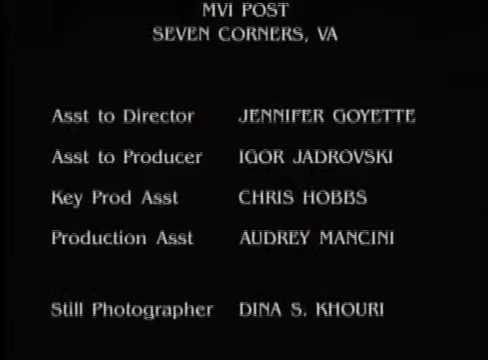 MVI POST
SEVEN CORNERS, VA
Asst to Director JENNIFER GOYETTE
Asst to Producer IGOR JADROVSKI
Key Prod Asst CHRIS HOBBS
Production Asst AUDREY MANCINI
Still Photographer DINA S. KHOURI